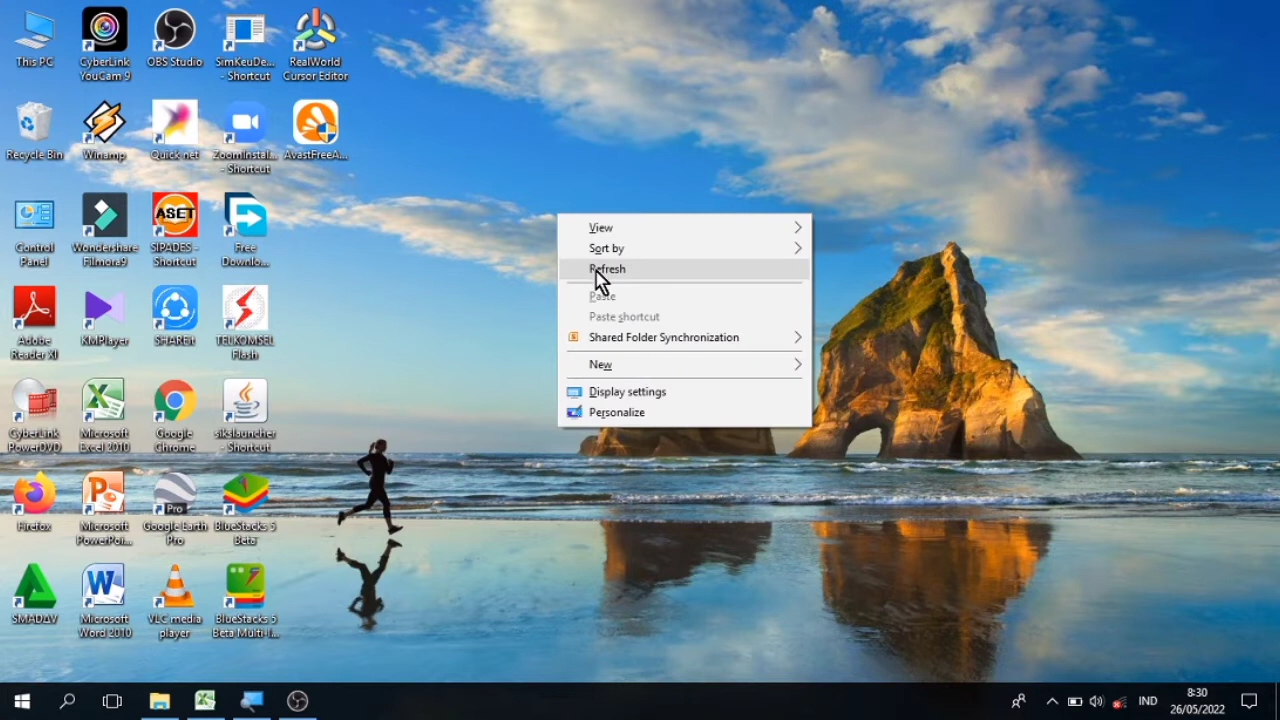 This PC
CyberLink
YouCam 9
OBS Studio
SimKeuDe...
- Shortcut
RealWorld
Cursor Editor
Recycle Bin
Winamp
Quick net
ZoomInstal...
- Shortcut
AvastFreeA...
Control
Panel
Wondershare
Filmora9
ASET
SIPADES -
Shortcut
Free
Downlo...
Adobe
Reader XI
KMPlayer
SHAREit
TELKOMSEL
Flash
CyberLink
PowerDVD
Microsoft
Excel 2010
Google
Chrome
siks launcher
- Shortcut
Firefox
Microsoft
PowerPoi...
Pro
Google Earth
Pro
BlueStacks 5
Beta
SMADΔV
Microsoft
Word 2010
VLC media
player
BlueStacks 5
Beta Multi-I...
View
Sort by
Refresh
Paste
Paste shortcut
Shared Folder Synchronization
New
Display settings
Personalize
IND
8:30
26/05/2022